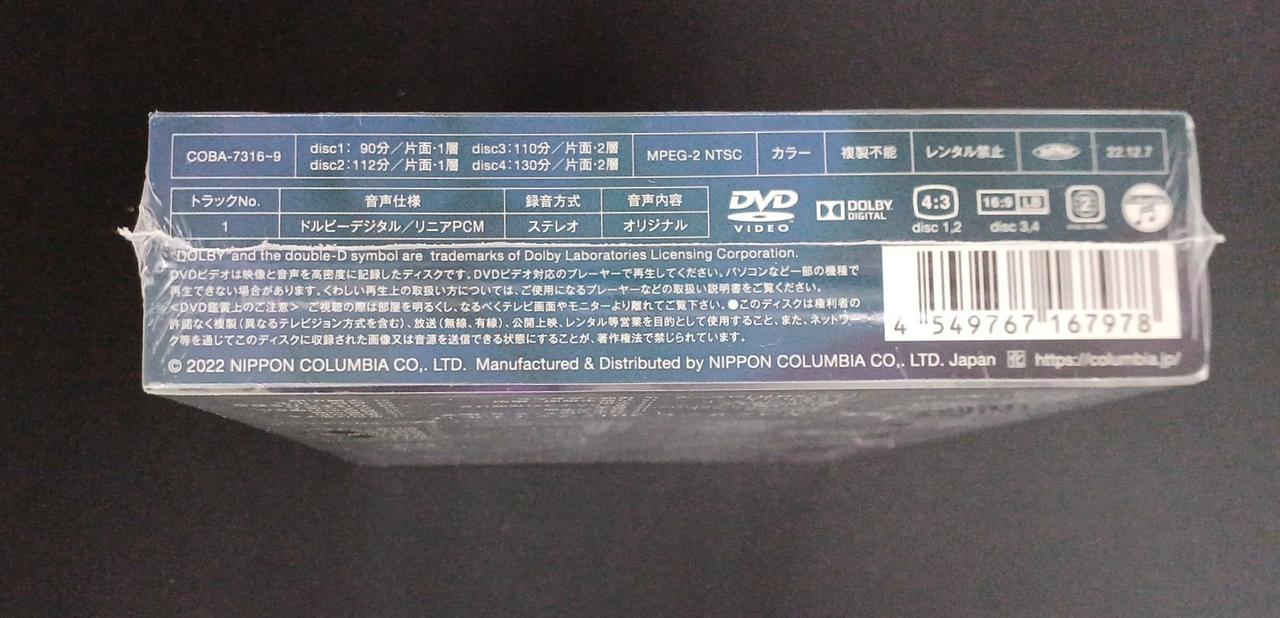 COBA-7316~9
disc1: 90分/片面·1層 disc3:110分/片面·2層
disc2:112分/片面·1層 disc4:130分/片面·2層
MPEG-2 NTSC
カラー
複製不能
レンタル禁止
22.12.7
トラックNo. 音声仕様 録音方式 音声内容
1 ドルビーデジタル/リニアPCM ステレオ オリジナル
DVD
VIDEO
DOLBY
DIGITAL
4:3
disc 1,2
16:9 LB
disc 3,4
2
"DOLBY" and the double-D symbol are trademarks of Dolby Laboratories Licensing Corporation.
DVDビデオは映像と音声を高密度に記録したディスクです。DVDビデオ対応のプレーヤーで再生してください。パソコンなど一部の機種で
再生できない場合があります。くわしい再生上の取扱い方については、ご使用になるプレーヤーなどの取扱い説明書をご覧ください。
<DVD鑑賞上のご注意> ご視聴の際は部屋を明るくし、なるべくテレビ画面やモニターより離れてご覧下さい。●このディスクは権利者の
許諾なく複製(異なるテレビジョン方式を含む)、放送(無線、有線)、公開上映、レンタル等営業を目的として使用すること、また、ネットワー
ク等を通じてこのディスクに収録された画像又は音源を送信できる状態にすることが、著作権法で禁じられています。
4 549767 167978
© 2022 NIPPON COLUMBIA CO,. LTD. Manufactured & Distributed by NIPPON COLUMBIA CO,. LTD. Japan https://columbia.jp/